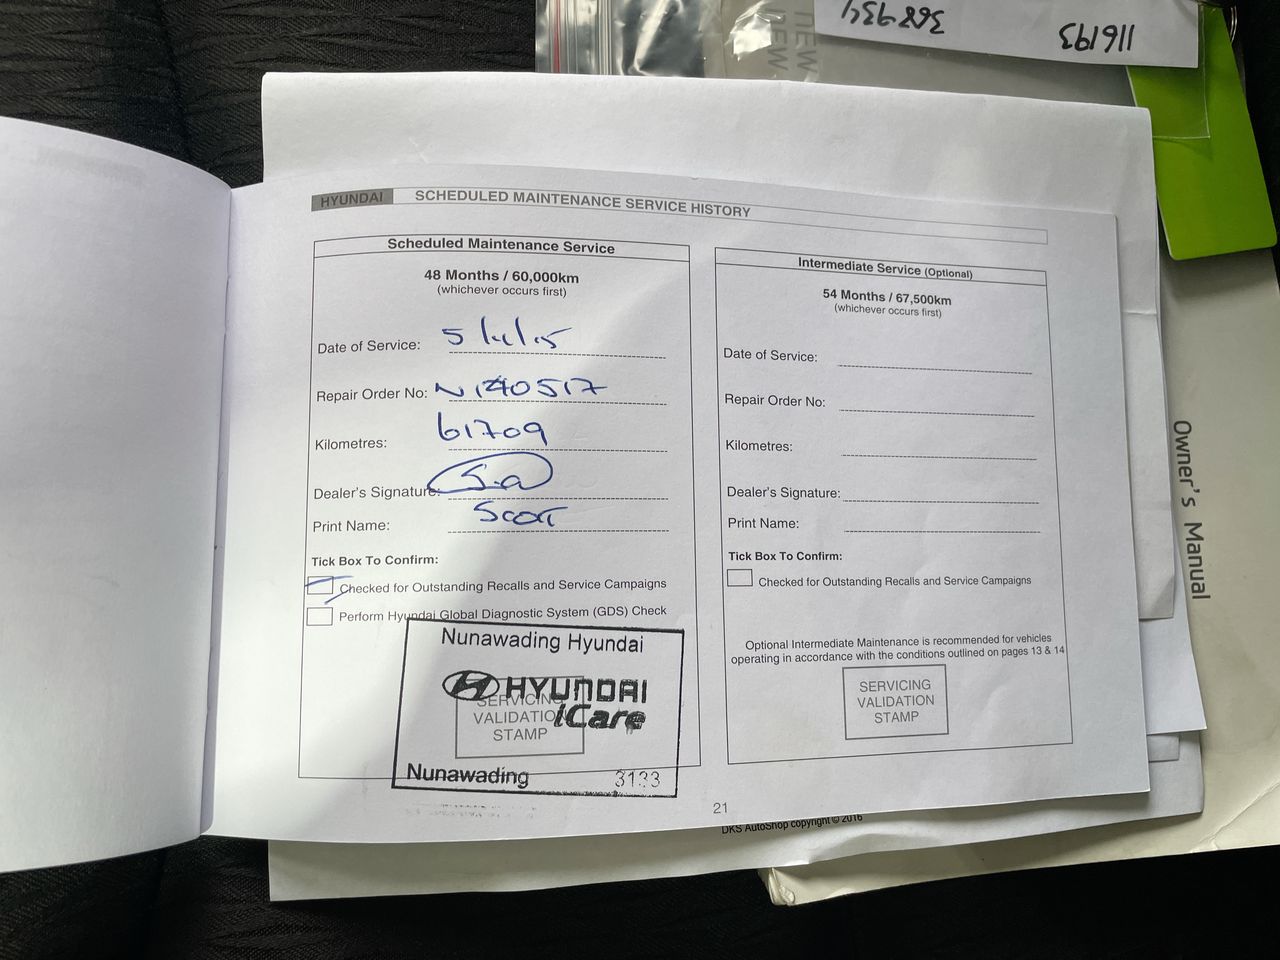 368934
116193
NEW
NEW
HYUNDAI SCHEDULED MAINTENANCE SERVICE HISTORY
Scheduled Maintenance Service
48 Months / 60,000km
(whichever occurs first)
Date of Service:
Repair Order No: N140517
Kilometres: 61709
Dealer's Signature:
Print Name: Scott
Tick Box To Confirm:
Checked for Outstanding Recalls and Service Campaigns
Perform Hyundai Global Diagnostic System (GDS) Check
Nunawading Hyundai
HYUNDAI
iCare
SERVICING
VALIDATION
STAMP
Nunawading 3133
Intermediate Service (Optional)
54 Months / 67,500km
(whichever occurs first)
Date of Service:
Repair Order No:
Kilometres:
Dealer's Signature:
Print Name:
Tick Box To Confirm:
Checked for Outstanding Recalls and Service Campaigns
Optional Intermediate Maintenance is recommended for vehicles
operating in accordance with the conditions outlined on pages 13 & 14
SERVICING
VALIDATION
STAMP
21
DKS AutoShop copyright © 2016
Owner's Manual